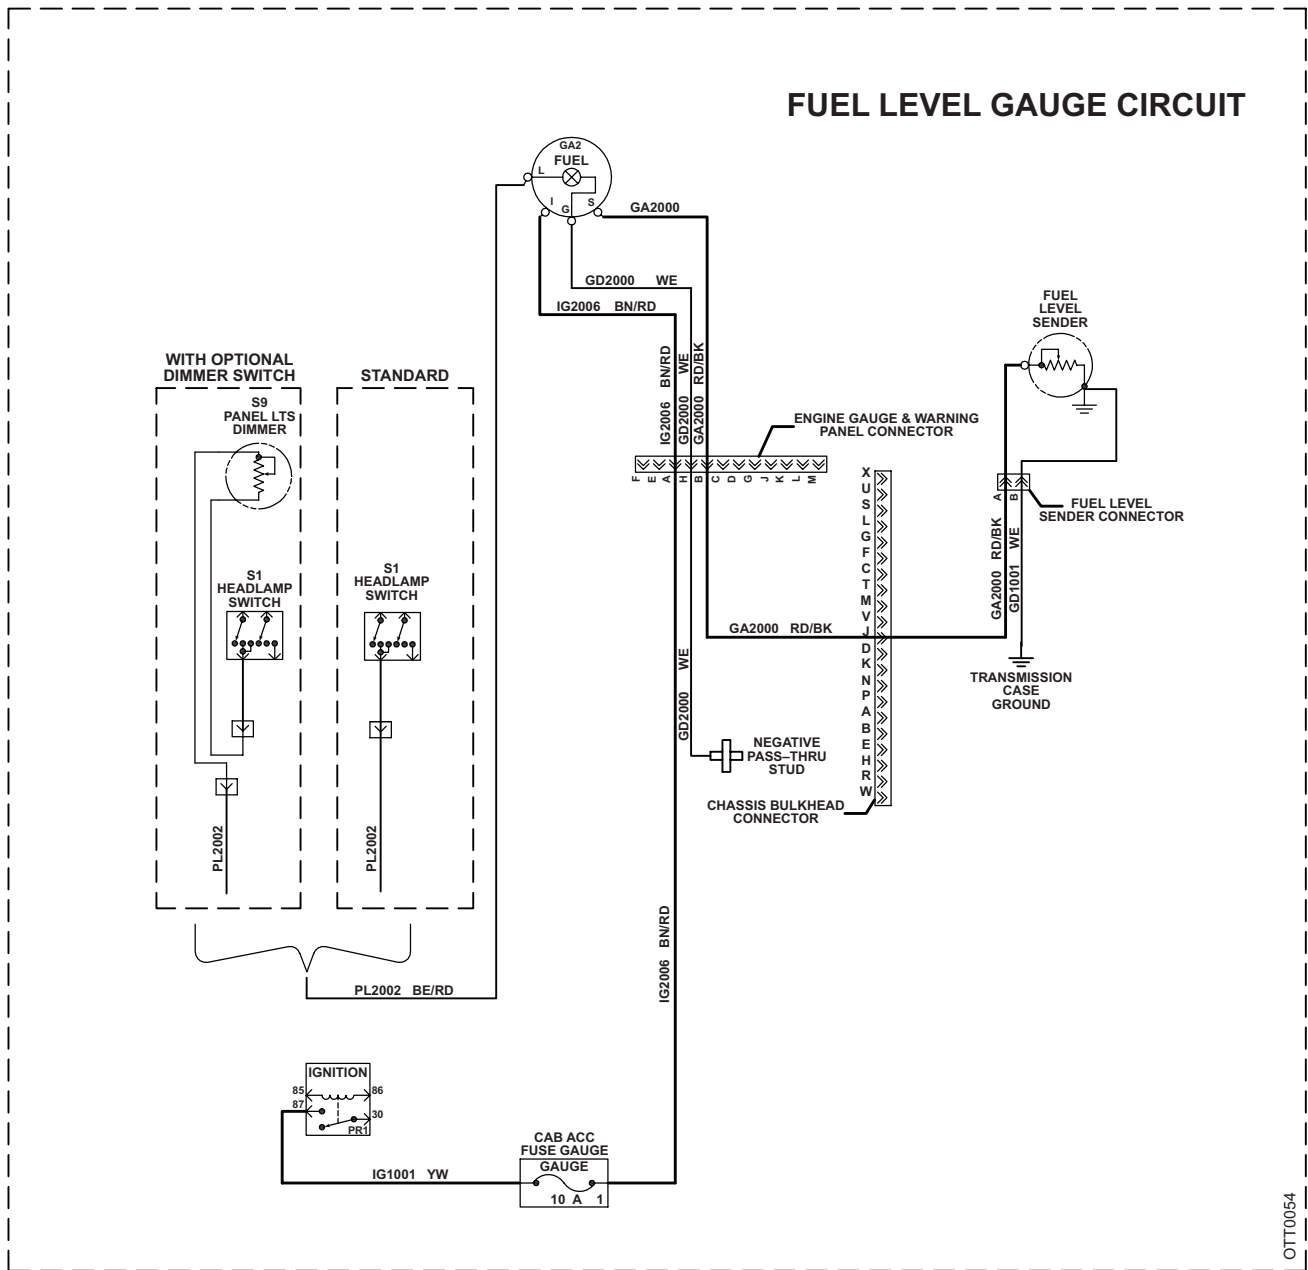 FUEL LEVEL GAUGE CIRCUIT
GA2
FUEL
L
I
G
S
GA2000
GD2000 WE
IG2006 BN/RD
FUEL
LEVEL
SENDER
WITH OPTIONAL
DIMMER SWITCH
STANDARD
S9
PANEL LTS
DIMMER
IG2006 BN/RD
GD2000 WE
GA2000 RD/BK
ENGINE GAUGE & WARNING
PANEL CONNECTOR
F
E
A
H
B
C
D
G
J
K
L
M
X
U
S
L
G
F
C
T
M
V
J
D
K
N
P
A
B
E
H
R
W
A
B
FUEL LEVEL
SENDER CONNECTOR
GA2000 RD/BK
GD1001 WE
S1
HEADLAMP
SWITCH
S1
HEADLAMP
SWITCH
GA2000 RD/BK
TRANSMISSION
CASE
GROUND
GD2000 WE
NEGATIVE
PASS–THRU
STUD
CHASSIS BULKHEAD
CONNECTOR
PL2002
PL2002
IG2006 BN/RD
PL2002 BE/RD
IGNITION
85
86
87
30
PR1
CAB ACC
FUSE GAUGE
GAUGE
10 A 1
IG1001 YW
OTT0054